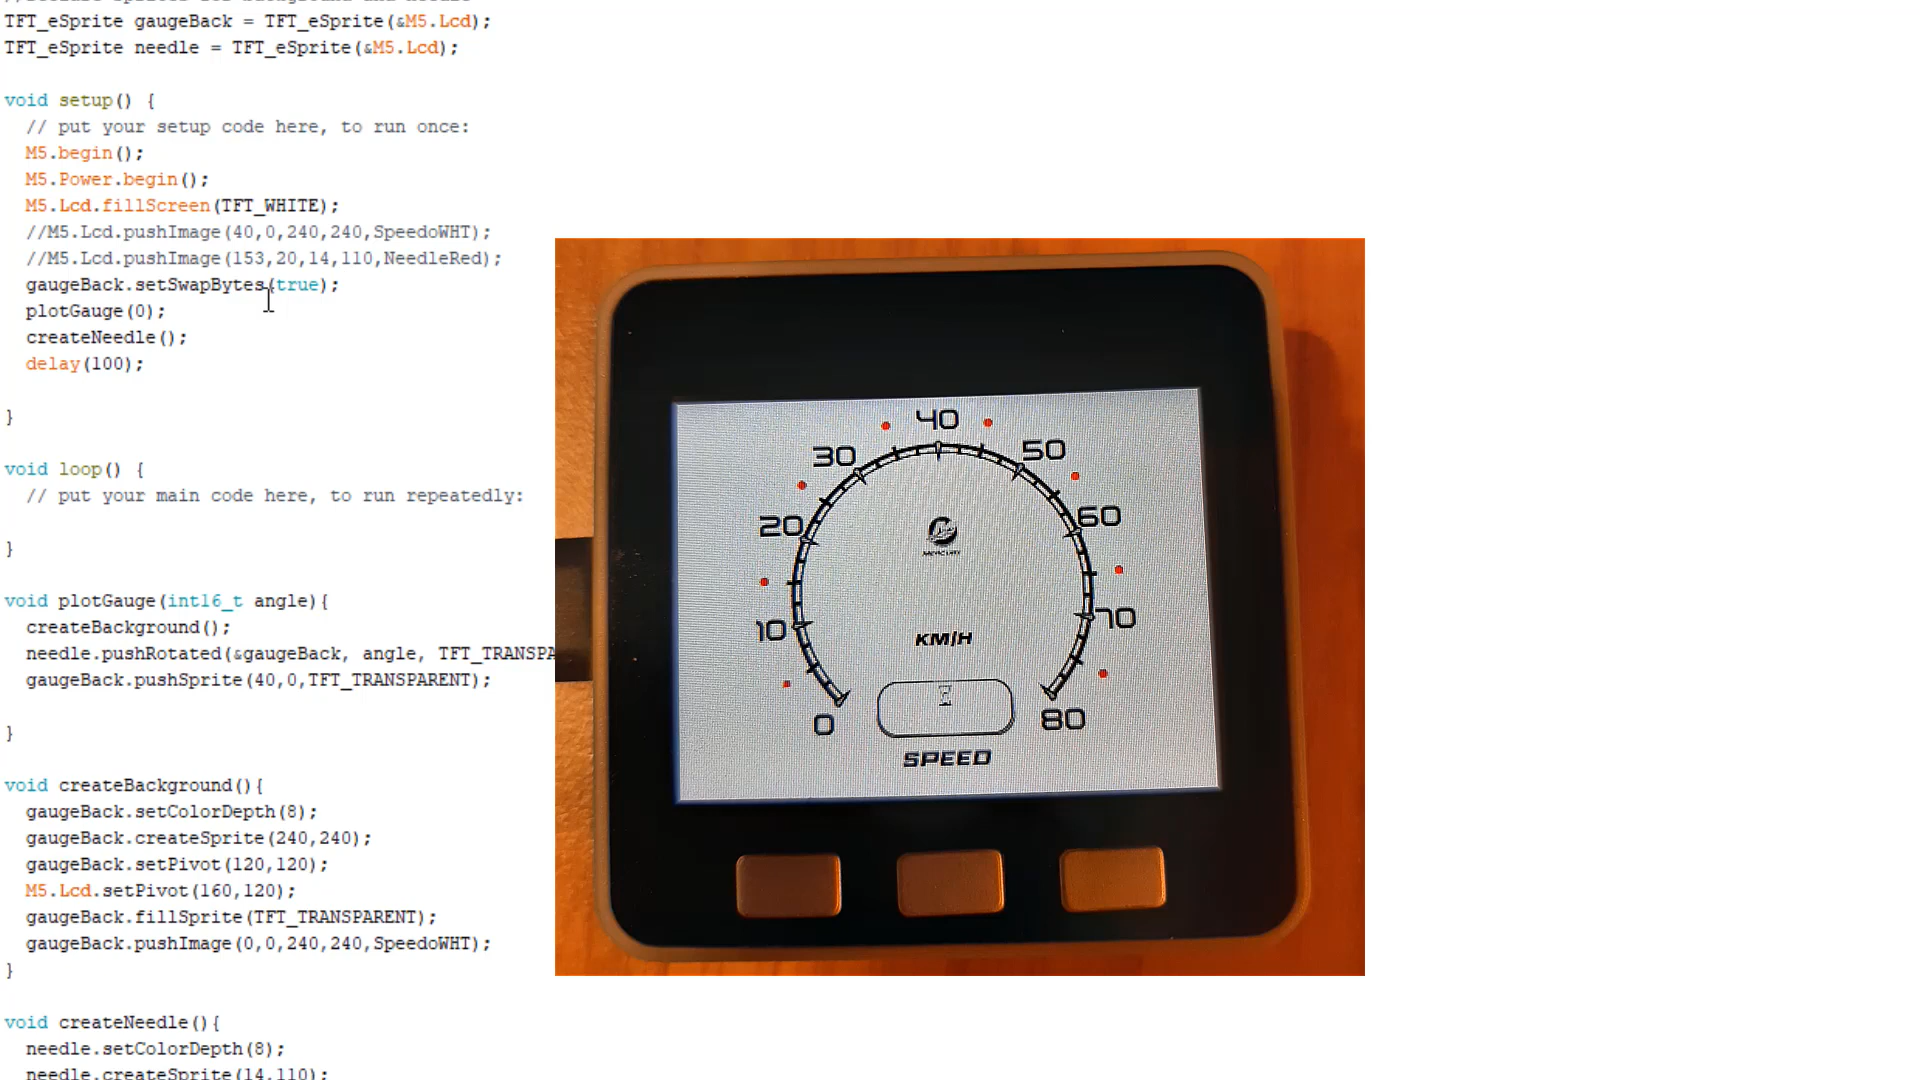 TFT_eSprite gaugeBack = TFT_eSprite(&M5.Lcd);
TFT_eSprite needle = TFT_eSprite(&M5.Lcd);
void setup() {
// put your setup code here, to run once:
M5.begin();
M5.Power.begin();
M5.Lcd.fillScreen(TFT_WHITE);
//M5.Lcd.pushImage(40,0,240,240,SpeedoWHT);
//M5.Lcd.pushImage(153,20,14,110,NeedleRed);
gaugeBack.setSwapBytes(true);
plotGauge(0);
createNeedle();
delay(100);
}
void loop() {
// put your main code here, to run repeatedly:
}
void plotGauge(int16_t angle){
createBackground();
needle.pushRotated(&gaugeBack, angle, TFT_TRANSPA
gaugeBack.pushSprite(40,0,TFT_TRANSPARENT);
}
void createBackground(){
gaugeBack.setColorDepth(8);
gaugeBack.createSprite(240,240);
gaugeBack.setPivot(120,120);
M5.Lcd.setPivot(160,120);
gaugeBack.fillSprite(TFT_TRANSPARENT);
gaugeBack.pushImage(0,0,240,240,SpeedoWHT);
}
void createNeedle(){
needle.setColorDepth(8);
needle.createSprite(14,110);
40
30
50
20
60
MERCURY
10
70
KM/H
0
80
SPEED